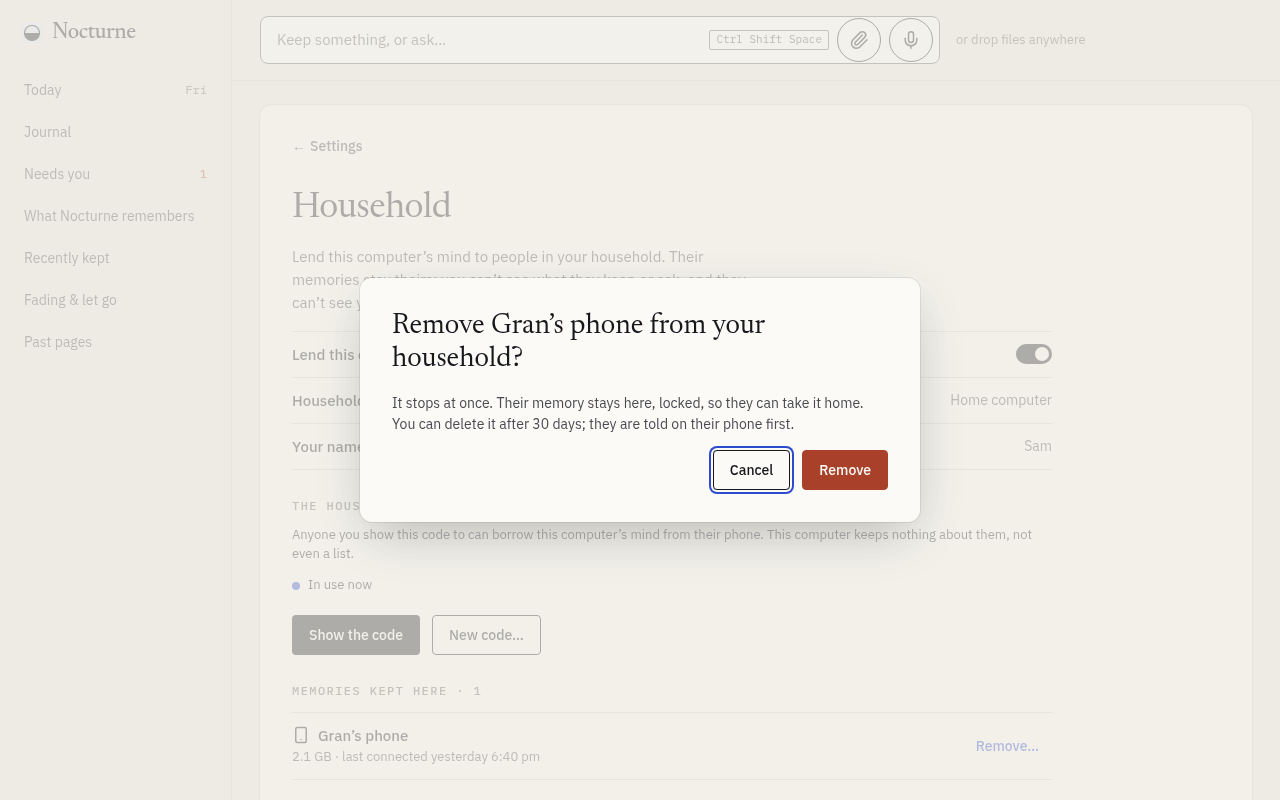 Nocturne
Keep something, or ask...
Ctrl Shift Space
or drop files anywhere
Today
Fri
Journal
Needs you
1
What Nocturne remembers
Recently kept
Fading & let go
Past pages
← Settings
Household
Lend this computer’s mind to people in your household. Their
memories
can’t see
Remove Gran’s phone from your
household?
It stops at once. Their memory stays here, locked, so they can take it home.
You can delete it after 30 days; they are told on their phone first.
Cancel
Remove
Lend this
Household
Home computer
Your name
Sam
THE
Anyone you show this code to can borrow this computer’s mind from their phone. This computer keeps nothing about them, not
even a list.
In use now
Show the code
New code...
MEMORIES KEPT HERE · 1
Gran’s phone
2.1 GB · last connected yesterday 6:40 pm
Remove...